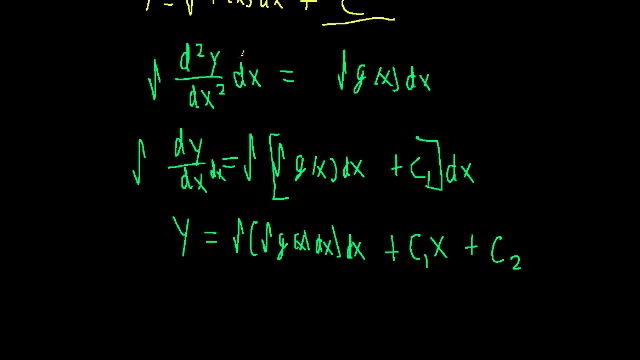 ∫ d²y/dx² dx = ∫ g(x) dx
∫ dy/dx dx = ∫ [∫ g(x) dx + C₁] dx
Y = ∫(∫ g(x) dx) dx + C₁X + C₂